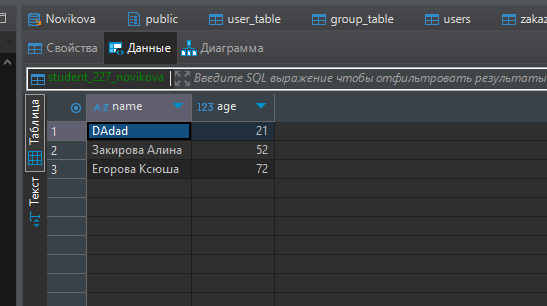 Novikova public user_table group_table users zakaz
Свойства Данные Диаграмма
student_227_novikova Введите SQL выражение чтобы отфильтровать результаты
Таблица
Текст
A-Z name 123 age
1 DAdad 21
2 Закирова Алина 52
3 Егорова Ксюша 72